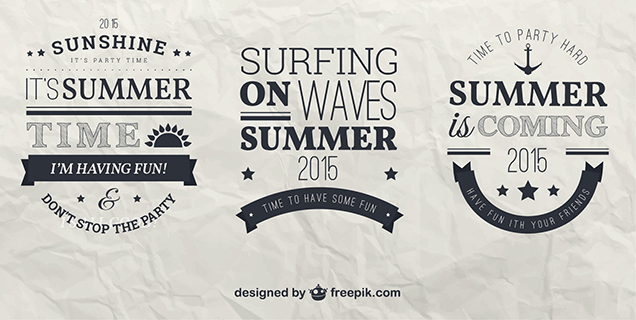 2015
SUNSHINE
IT'S PARTY TIME
IT'S SUMMER
TIME
I'M HAVING FUN!
&
DON'T STOP THE PARTY
SURFING
ON WAVES
SUMMER
2015
TIME TO HAVE SOME FUN
TIME TO PARTY HARD
SUMMER
is COMING
2015
HAVE FUN ITH YOUR FRIENDS
designed by freepik.com